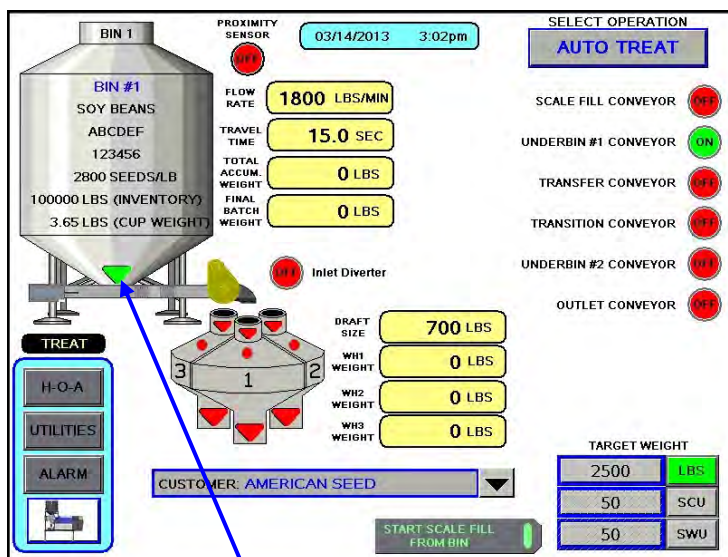 BIN 1
PROXIMITY
SENSOR
OFF
03/14/2013 3:02pm
SELECT OPERATION
AUTO TREAT
BIN #1
SOY BEANS
ABCDEF
123456
2800 SEEDS/LB
100000 LBS (INVENTORY)
3.65 LBS (CUP WEIGHT)
FLOW
RATE
1800 LBS/MIN
TRAVEL
TIME
15.0 SEC
TOTAL
ACCUM.
WEIGHT
0 LBS
FINAL
BATCH
WEIGHT
0 LBS
SCALE FILL CONVEYOR OFF
UNDERBIN #1 CONVEYOR ON
TRANSFER CONVEYOR OFF
TRANSITION CONVEYOR OFF
UNDERBIN #2 CONVEYOR OFF
OUTLET CONVEYOR OFF
OFF Inlet Diverter
3 1 2
DRAFT
SIZE
700 LBS
WH1
WEIGHT
0 LBS
WH2
WEIGHT
0 LBS
WH3
WEIGHT
0 LBS
TREAT
H-O-A
UTILITIES
ALARM
CUSTOMER: AMERICAN SEED
START SCALE FILL
FROM BIN
TARGET WEIGHT
2500 LBS
50 SCU
50 SWU